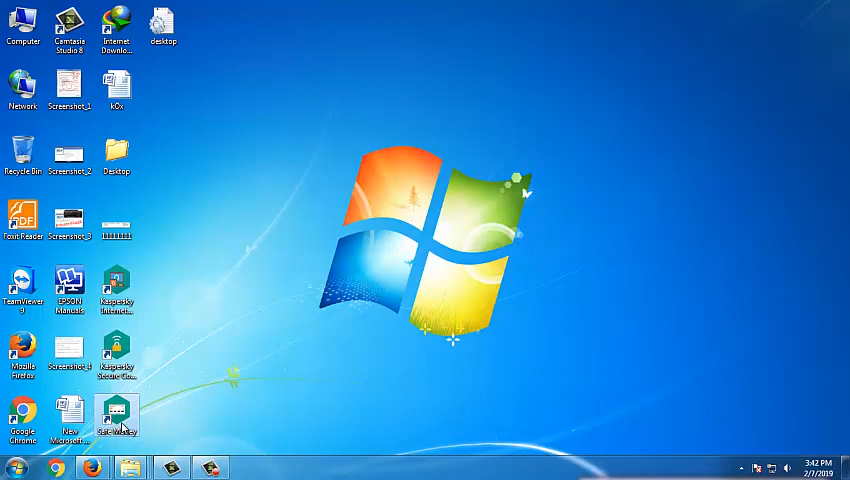 Computer
Camtasia
Studio 8
Internet
Downlo...
desktop
Network
Screenshot_1
kOx
Recycle Bin
Screenshot_2
Desktop
Foxit Reader
Screenshot_3
TeamViewer
9
EPSON
Manuals
Kaspersky
Internet...
Mozilla
Firefox
Screenshot_4
Kaspersky
Secure Co...
Google
Chrome
New
Microsoft ...
Safe Money
3:42 PM
2/7/2019